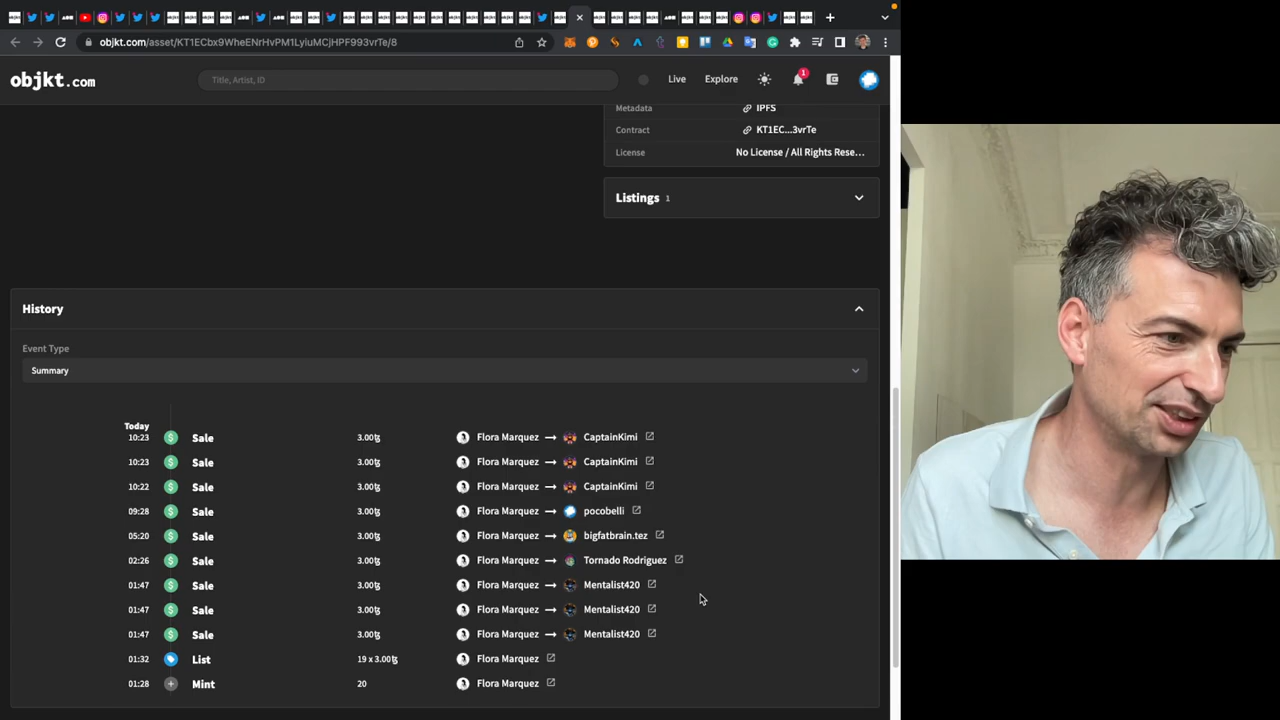 objkt.com/asset/KT1ECbx9WheENrHvPM1LyiuMCjHPF993vrTe/8
objkt.com
Title, Artist, ID
Live
Explore
1
Metadata
IPFS
Contract
KT1EC...3vrTe
License
No License / All Rights Rese...
Listings 1
History
Event Type
Summary
Today
10:23 Sale 3.00ꜩ Flora Marquez → CaptainKimi
10:23 Sale 3.00ꜩ Flora Marquez → CaptainKimi
10:22 Sale 3.00ꜩ Flora Marquez → CaptainKimi
09:28 Sale 3.00ꜩ Flora Marquez → pocobelli
05:20 Sale 3.00ꜩ Flora Marquez → bigfatbrain.tez
02:26 Sale 3.00ꜩ Flora Marquez → Tornado Rodriguez
01:47 Sale 3.00ꜩ Flora Marquez → Mentalist420
01:47 Sale 3.00ꜩ Flora Marquez → Mentalist420
01:47 Sale 3.00ꜩ Flora Marquez → Mentalist420
01:32 List 19 x 3.00ꜩ Flora Marquez
01:28 Mint 20 Flora Marquez